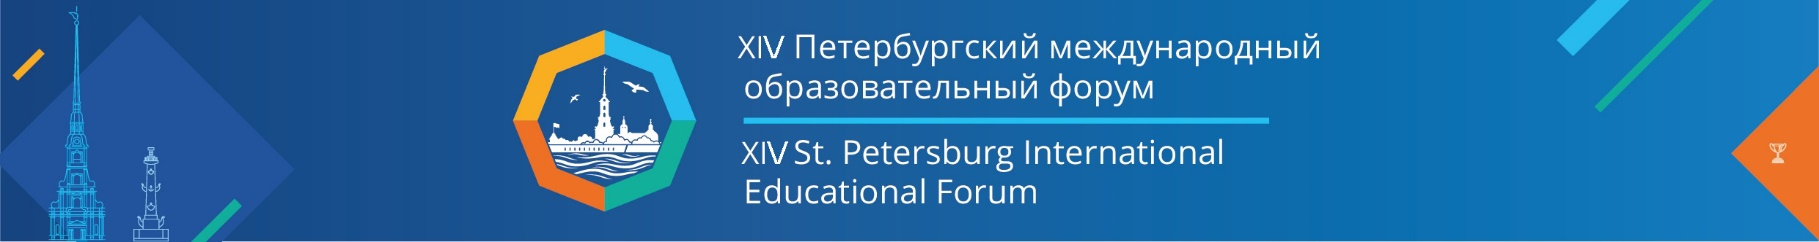 XIV Петербургский международный
образовательный форум
XIV St. Petersburg International
Educational Forum